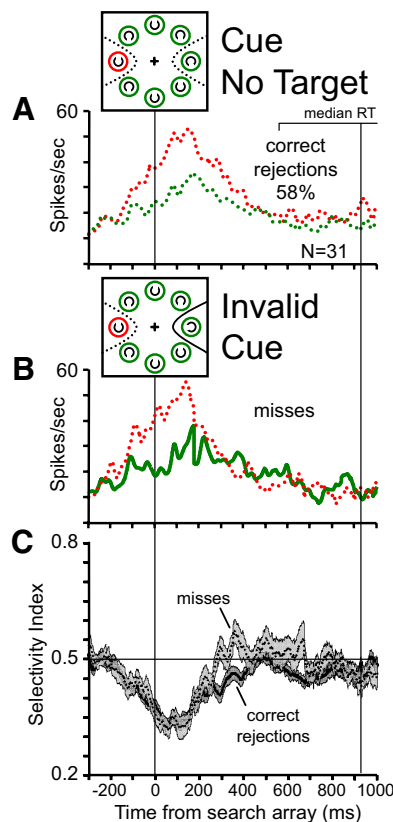 Cue
No Target
A
60
median RT
Spikes/sec
correct
rejections
58%
N=31
Invalid
Cue
B
60
Spikes/sec
misses
C
0.8
Selectivity Index
misses
0.5
correct
rejections
0.2
-200 0 200 400 600 800 1000
Time from search array (ms)